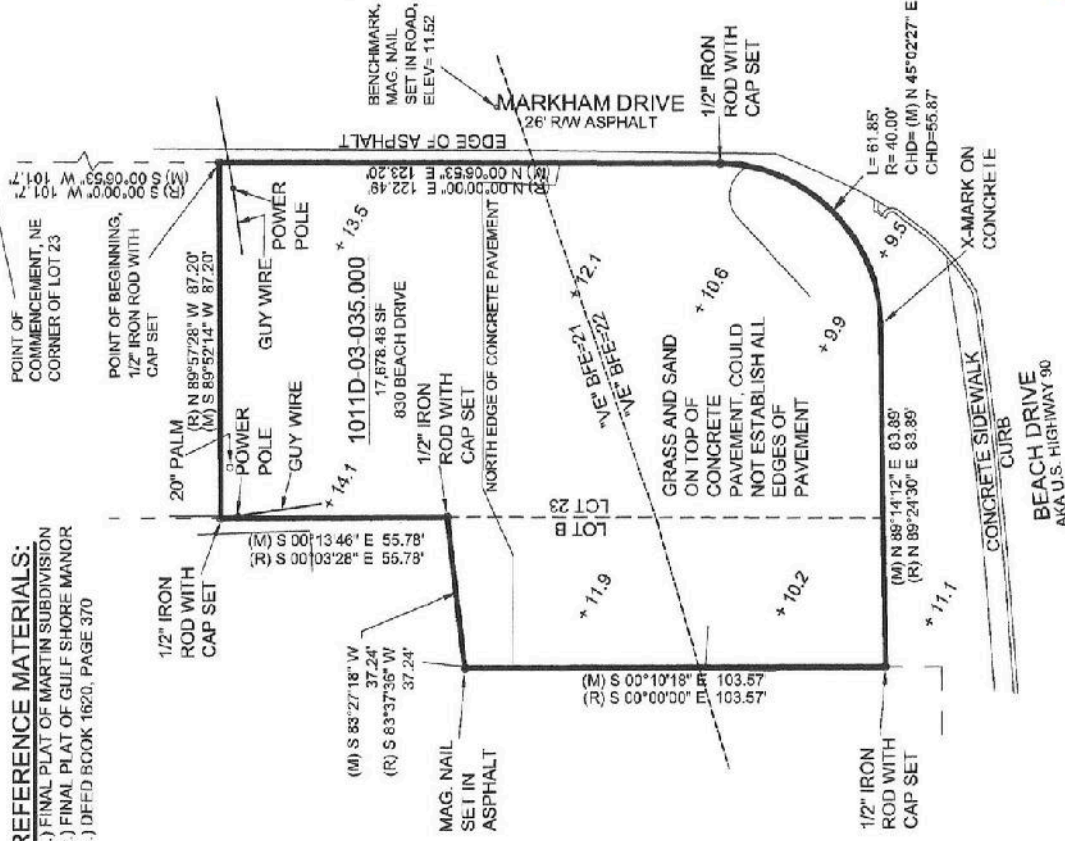 REFERENCE MATERIALS:
.) FINAL PLAT OF MARTIN SUBDIVISION
.) FINAL PLAT OF GULF SHORE MANOR
.) DEED BOOK 1620, PAGE 370
POINT OF
COMMENCEMENT, NE
CORNER OF LOT 23
(R) S 00°00'00" W 101.7'
(M) S 00°06'53" W 101.7'
POINT OF BEGINNING,
1/2" IRON ROD WITH
CAP SET
20" PALM
(R) N 89°57'28" W 87.20'
(M) S 89°52'14" W 87.20'
POWER
POLE
GUY WIRE
GUY WIRE
POWER
POLE
1/2" IRON
ROD WITH
CAP SET
+ 14.1
+ 13.5
1011D-03-035.000
17,678.48 SF
830 BEACH DRIVE
(M) S 00°13'46" E 55.78'
(R) S 00°03'28" E 55.78'
1/2" IRON
ROD WITH
CAP SET
(M) S 83°27'18" W
37.24'
(R) S 83°37'36" W
37.24'
MAG. NAIL
SET IN
ASPHALT
NORTH EDGE OF CONCRETE PAVEMENT
(R) N 00°00'00" E 122.49'
(M) N 00°06'53" E 123.20'
EDGE OF ASPHALT
BENCHMARK,
MAG. NAIL
SET IN ROAD,
ELEV= 11.52
MARKHAM DRIVE
26' R/W ASPHALT
1/2" IRON
ROD WITH
CAP SET
+ 12.1
"VE" BFE=21
"VE" BFE=22
+ 10.6
+ 9.9
+ 9.5
LOT 23
LOT B
GRASS AND SAND
ON TOP OF
CONCRETE
PAVEMENT, COULD
NOT ESTABLISH ALL
EDGES OF
PAVEMENT
+ 11.9
+ 10.2
+ 11.1
(M) S 00°10'18" E 103.57'
(R) S 00°00'00" E 103.57'
1/2" IRON
ROD WITH
CAP SET
(M) N 89°14'12" E 83.89'
(R) N 89°24'30" E 83.89'
L= 61.85'
R= 40.00'
CHD= (M) N 45°02'27" E
CHD=55.87'
X-MARK ON
CONCRETE
CONCRETE SIDEWALK
CURB
BEACH DRIVE
AKA U.S. HIGHWAY 90